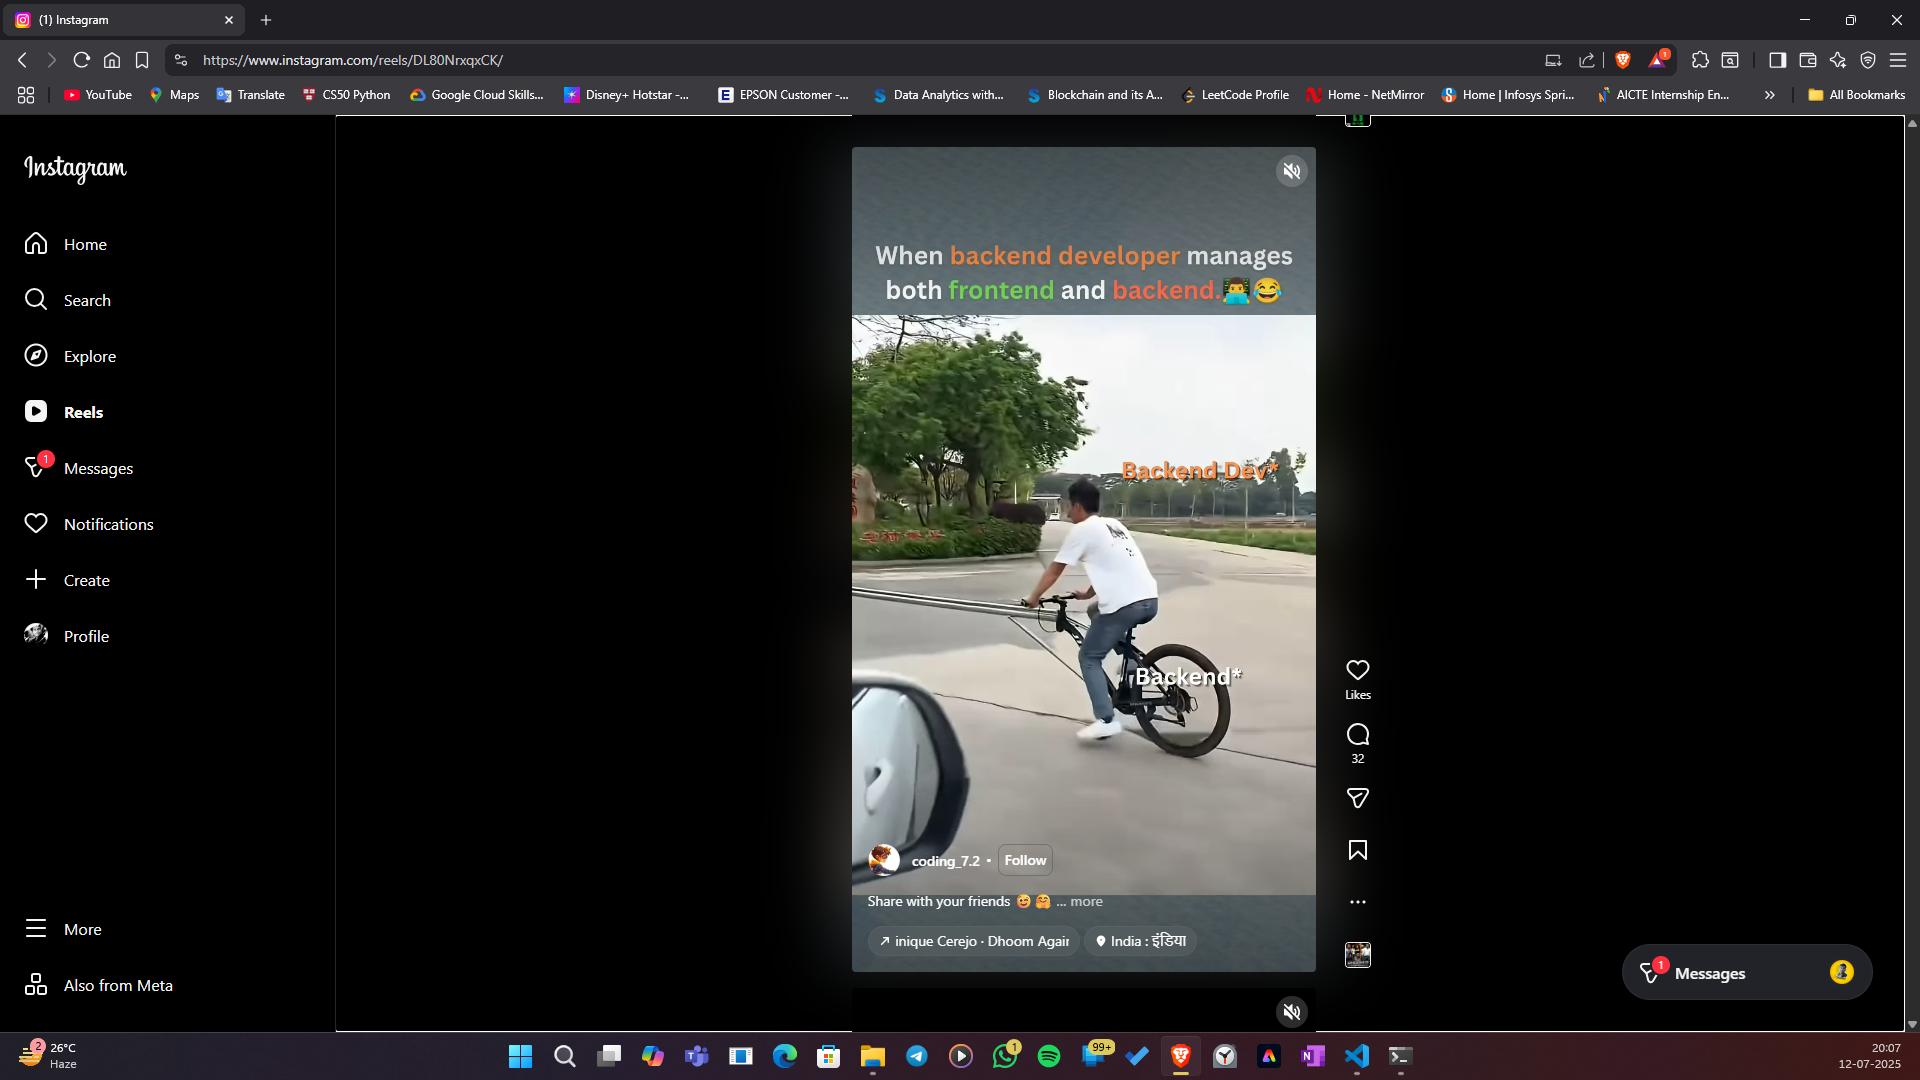 (1) Instagram
https://www.instagram.com/reels/DL80NrxqxCK/
1
YouTube
Maps
Translate
CS50 Python
Google Cloud Skills...
Disney+ Hotstar -...
EPSON Customer -...
Data Analytics with...
Blockchain and its A...
LeetCode Profile
Home - NetMirror
Home | Infosys Spri...
AICTE Internship En...
All Bookmarks
Instagram
Home
Search
Explore
Reels
1
Messages
Notifications
Create
Profile
More
Also from Meta
When backend developer manages
both frontend and backend.👨‍💻😂
Backend Dev*
Backend*
coding_7.2 • Follow
Share with your friends 😅 🤗 ... more
inique Cerejo · Dhoom Agair
India : इंडिया
Likes
32
1
Messages
2
26°C
Haze
1
99+
20:07
12-07-2025